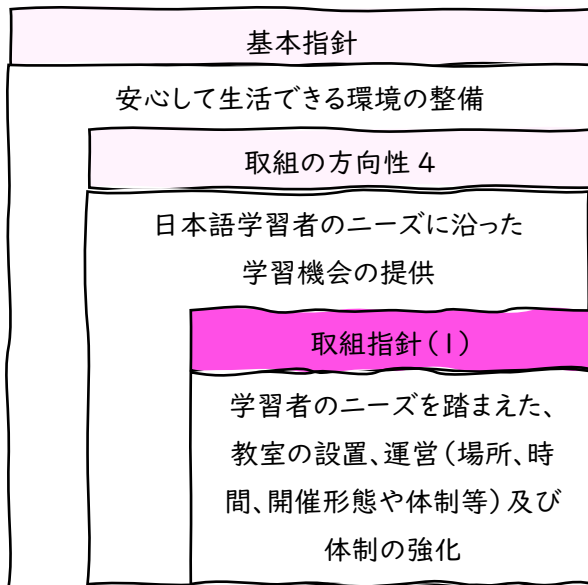 基本指針
安心して生活できる環境の整備
取組の方向性 4
日本語学習者のニーズに沿った
学習機会の提供
取組指針(1)
学習者のニーズを踏まえた、
教室の設置、運営(場所、時
間、開催形態や体制等)及び
体制の強化